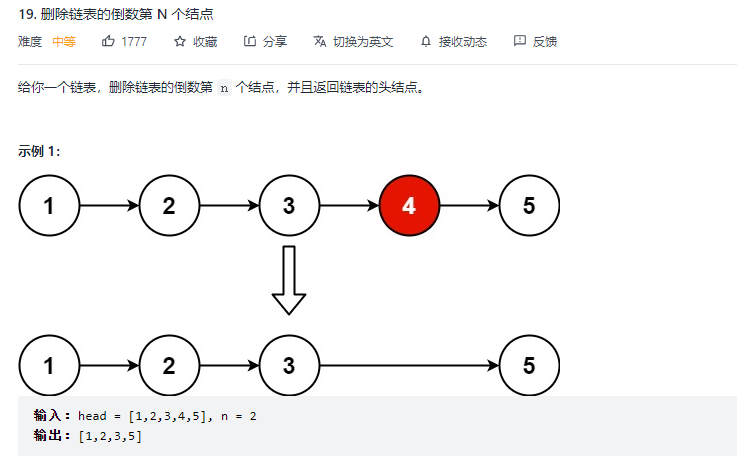 19. 删除链表的倒数第 N 个结点
难度 中等 1777 收藏 分享 切换为英文 接收动态 反馈
给你一个链表，删除链表的倒数第 n 个结点，并且返回链表的头结点。
示例 1：
1 2 3 4 5
1 2 3 5
输入：head = [1,2,3,4,5], n = 2
输出：[1,2,3,5]